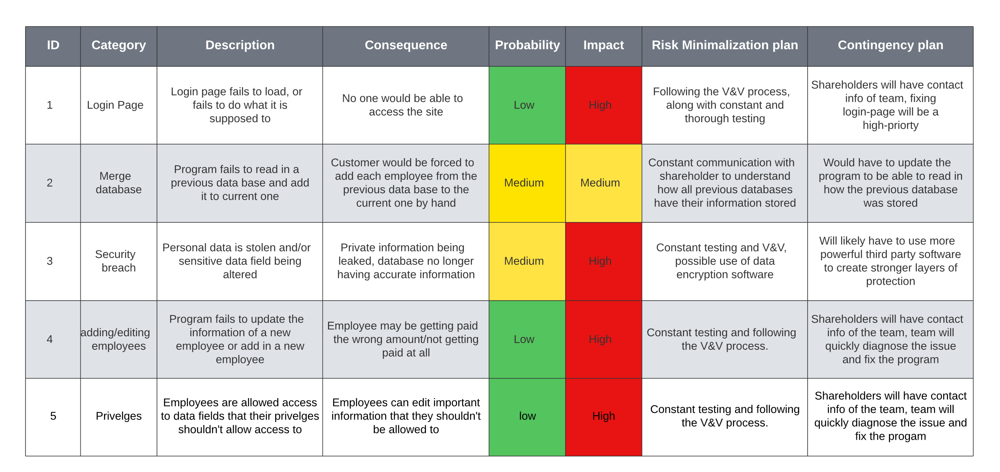 ID Category Description Consequence Probability Impact Risk Minimalization plan Contingency plan
1
Login Page
Login page fails to load, or
fails to do what it is
supposed to
No one would be able to
access the site
Low
High
Following the V&V process,
along with constant and
thorough testing
Shareholders will have contact
info of team, fixing
login-page will be a
high-priorty
2
Merge
database
Program fails to read in a
previous data base and add
it to current one
Customer would be forced to
add each employee from the
previous data base to the
current one by hand
Medium
Medium
Constant communication with
shareholder to understand
how all previous databases
have their information stored
Would have to update the
program to be able to read in
how the previous database
was stored
3
Security
breach
Personal data is stolen and/or
sensitive data field being
altered
Private information being
leaked, database no longer
having accurate information
Medium
High
Constant testing and V&V,
possible use of data
encryption software
Will likely have to use more
powerful third party software
to create stronger layers of
protection
4
adding/editing
employees
Program fails to update the
information of a new
employee or add in a new
employee
Employee may be getting paid
the wrong amount/not getting
paid at all
Low
High
Constant testing and following
the V&V process.
Shareholders will have contact
info of the team, team will
quickly diagnose the issue
and fix the program
5
Privelges
Employees are allowed access
to data fields that their privelges
shouldn't allow access to
Employees can edit important
information that they shouldn't
be allowed to
low
High
Constant testing and following
the V&V process.
Shareholders will have contact
info of the team, team will
quickly diagnose the issue and
fix the progam